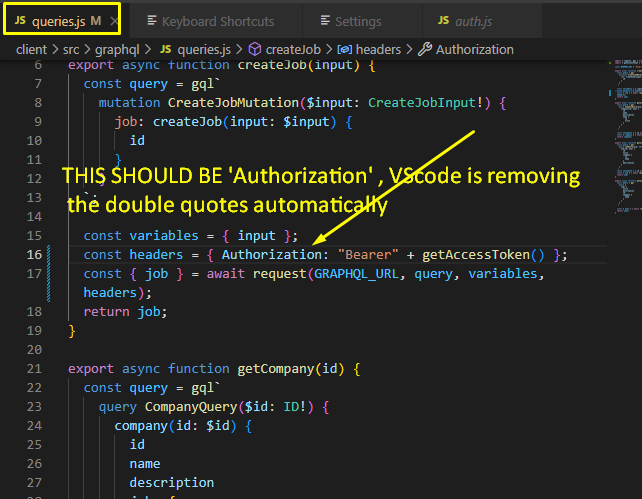 JS queries.js M ×
Keyboard Shortcuts
Settings
JS auth.js
client > src > graphql > JS queries.js > createJob > headers > Authorization
6 export async function createJob(input) {
7 const query = gql`
8 mutation CreateJobMutation($input: CreateJobInput!) {
9 job: createJob(input: $input) {
10 id
11 }
THIS SHOULD BE 'Authorization' , VScode is removing
the double quotes automatically
15 const variables = { input };
16 const headers = { Authorization: "Bearer" + getAccessToken() };
17 const { job } = await request(GRAPHQL_URL, query, variables,
headers);
18 return job;
19 }
20
21 export async function getCompany(id) {
22 const query = gql`
23 query CompanyQuery($id: ID!) {
24 company(id: $id) {
25 id
26 name
27 description